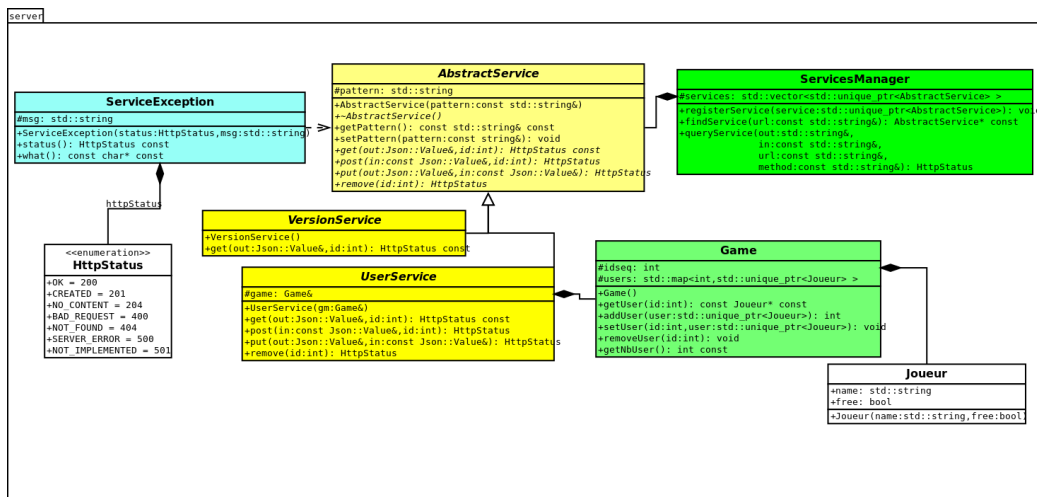 server
AbstractService
#pattern: std::string
+AbstractService(pattern:const std::string&)
+~AbstractService()
+getPattern(): const std::string& const
+setPattern(pattern:const std::string&): void
+get(out:Json::Value&,id:int): HttpStatus const
+post(in:const Json::Value&,id:int): HttpStatus
+put(out:Json::Value&,in:const Json::Value&): HttpStatus
+remove(id:int): HttpStatus
ServicesManager
#services: std::vector<std::unique_ptr<AbstractService> >
+registerService(service:std::unique_ptr<AbstractService>): void
+findService(url:const std::string&): AbstractService* const
+queryService(out:std::string&,
in:const std::string&,
url:const std::string&,
method:const std::string&): HttpStatus
ServiceException
#msg: std::string
+ServiceException(status:HttpStatus,msg:std::string)
+status(): HttpStatus const
+what(): const char* const
httpStatus
<<enumeration>>
HttpStatus
+OK = 200
+CREATED = 201
+NO_CONTENT = 204
+BAD_REQUEST = 400
+NOT_FOUND = 404
+SERVER_ERROR = 500
+NOT_IMPLEMENTED = 501
VersionService
+VersionService()
+get(out:Json::Value&,id:int): HttpStatus const
UserService
#game: Game&
+UserService(gm:Game&)
+get(out:Json::Value&,id:int): HttpStatus const
+post(in:const Json::Value&,id:int): HttpStatus
+put(out:Json::Value&,in:const Json::Value&): HttpStatus
+remove(id:int): HttpStatus
Game
#idseq: int
#users: std::map<int,std::unique_ptr<Joueur> >
+Game()
+getUser(id:int): const Joueur* const
+addUser(user:std::unique_ptr<Joueur>): int
+setUser(id:int,user:std::unique_ptr<Joueur>): void
+removeUser(id:int): void
+getNbUser(): int const
Joueur
+name: std::string
+free: bool
+Joueur(name:std::string,free:bool)